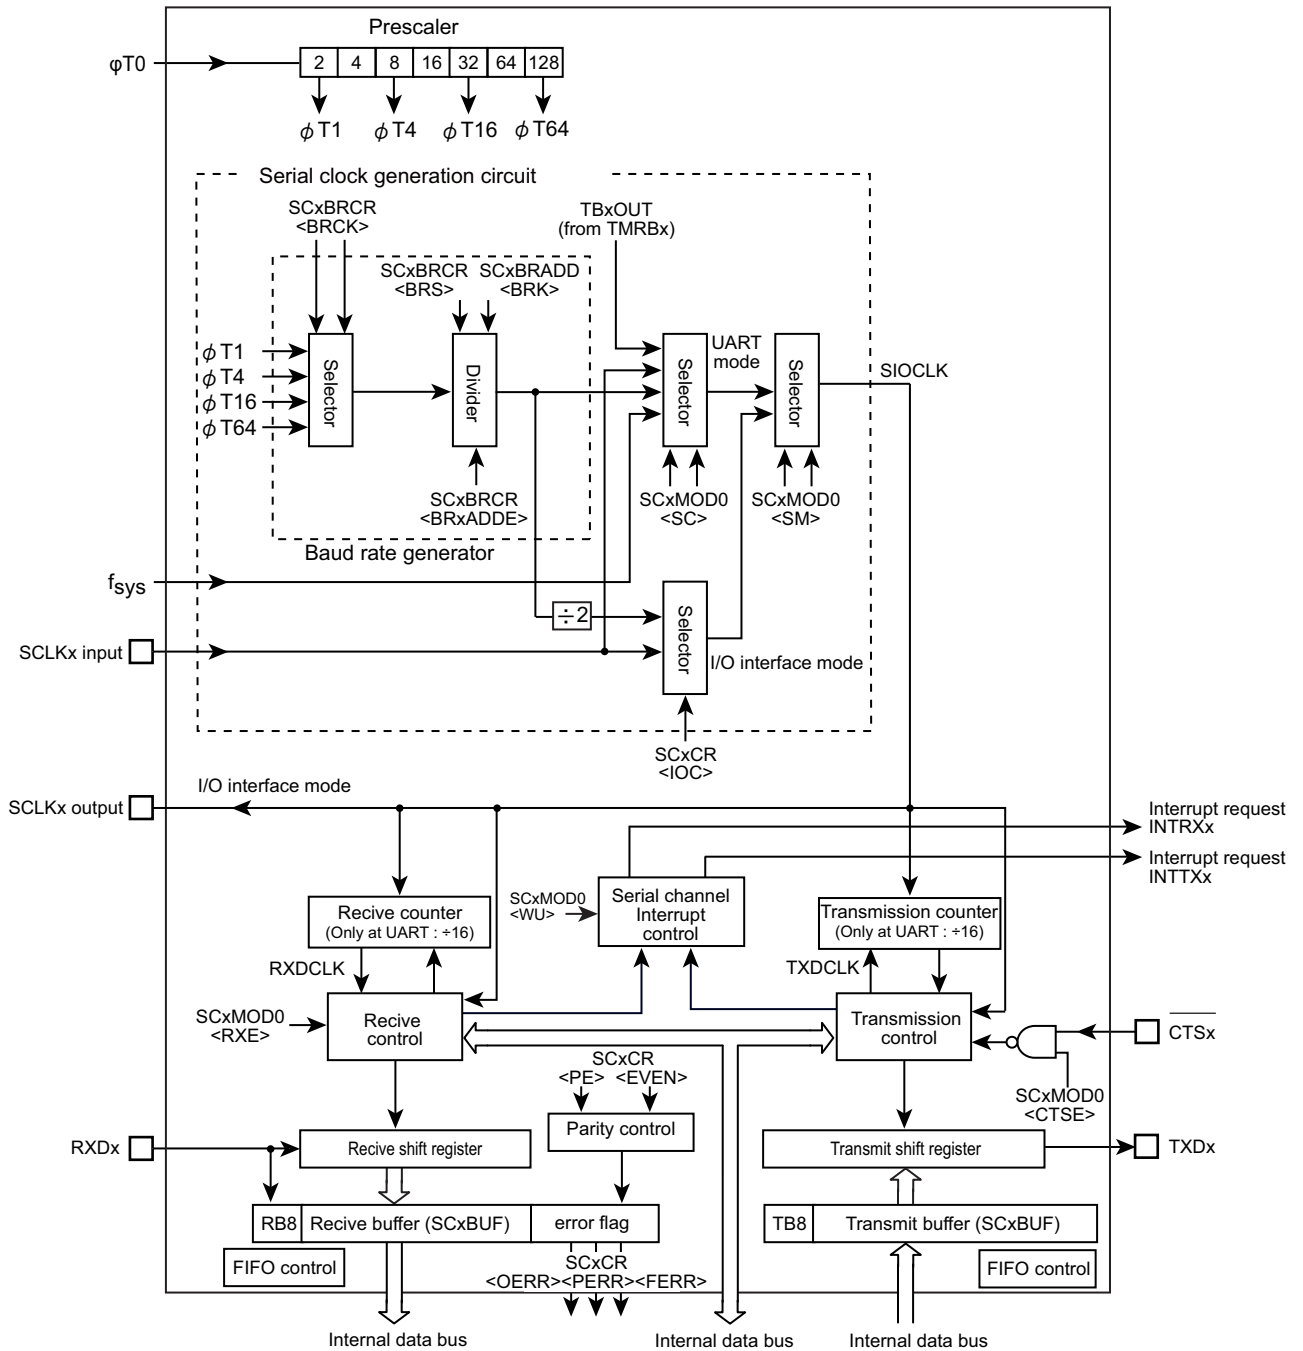 Prescaler
φT0
2 4 8 16 32 64 128
ϕT1 ϕT4 ϕT16 ϕT64
Serial clock generation circuit
SCxBRCR
<BRCK>
TBxOUT
(from TMRBx)
SCxBRCR
<BRS>
SCxBRADD
<BRK>
ϕT1
ϕT4
ϕT16
ϕT64
Selector
Divider
Selector
UART
mode
Selector
SIOCLK
SCxBRCR
<BRxADDE>
SCxMOD0
<SC>
SCxMOD0
<SM>
Baud rate generator
fsys
÷2
Selector
SCLKx input
I/O interface mode
SCxCR
<IOC>
I/O interface mode
SCLKx output
Interrupt request
INTRXx
Interrupt request
INTTXx
Recive counter
(Only at UART : ÷16)
SCxMOD0
<WU>
Serial channel
Interrupt
control
Transmission counter
(Only at UART : ÷16)
RXDCLK
TXDCLK
SCxMOD0
<RXE>
Recive
control
Transmission
control
CTSx
SCxCR
<PE> <EVEN>
SCxMOD0
<CTSE>
Parity control
RXDx
Recive shift register
Transmit shift register
TXDx
RB8 Recive buffer (SCxBUF) error flag
TB8 Transmit buffer (SCxBUF)
FIFO control
SCxCR
<OERR><PERR><FERR>
FIFO control
Internal data bus
Internal data bus
Internal data bus